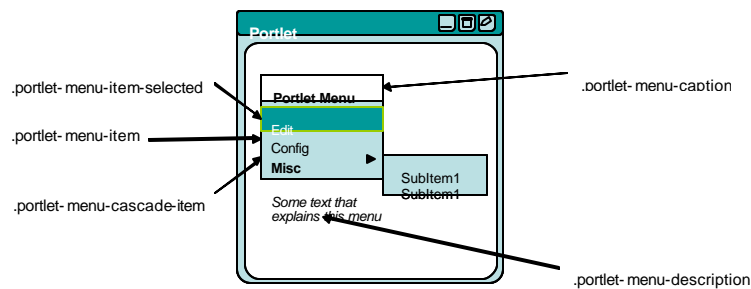 Portlet
.portlet-menu-item-selected
.portlet-menu-caption
Portlet Menu
Edit
.portlet-menu-item
Config
Misc
SubItem1
SubItem1
.portlet-menu-cascade-item
Some text that
explains this menu
.portlet-menu-description